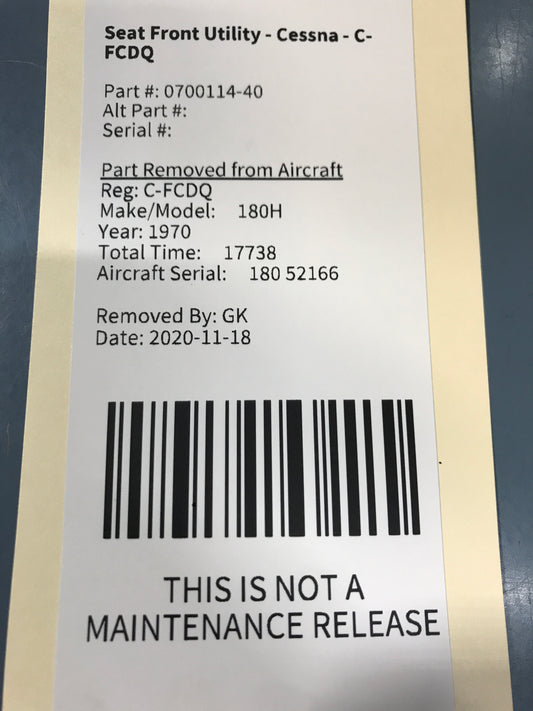 Seat Front Utility - Cessna - C-
FCDQ
Part #: 0700114-40
Alt Part #:
Serial #:
Part Removed from Aircraft
Reg: C-FCDQ
Make/Model: 180H
Year: 1970
Total Time: 17738
Aircraft Serial: 180 52166
Removed By: GK
Date: 2020-11-18
THIS IS NOT A
MAINTENANCE RELEASE